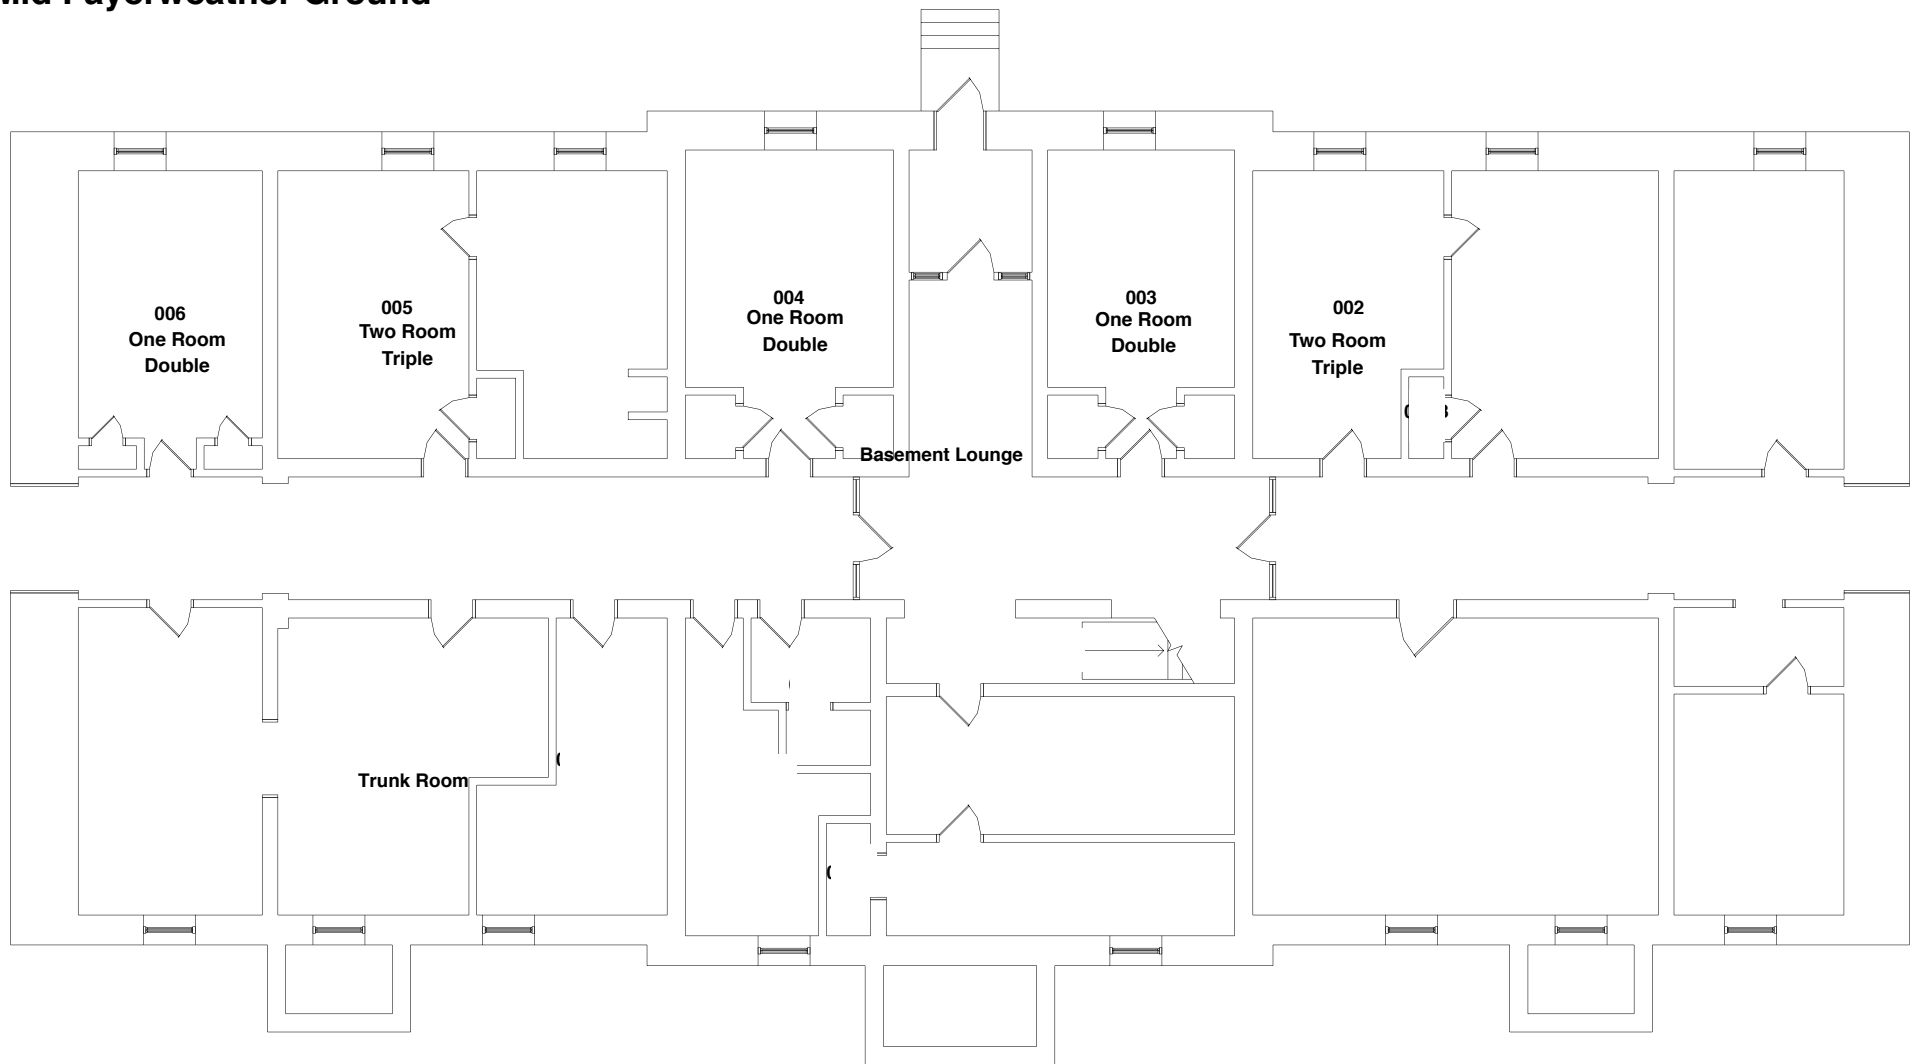 Mid Fayerweather Ground
006
One Room
Double
005
Two Room
Triple
004
One Room
Double
003
One Room
Double
002
Two Room
Triple
Basement Lounge
Trunk Room